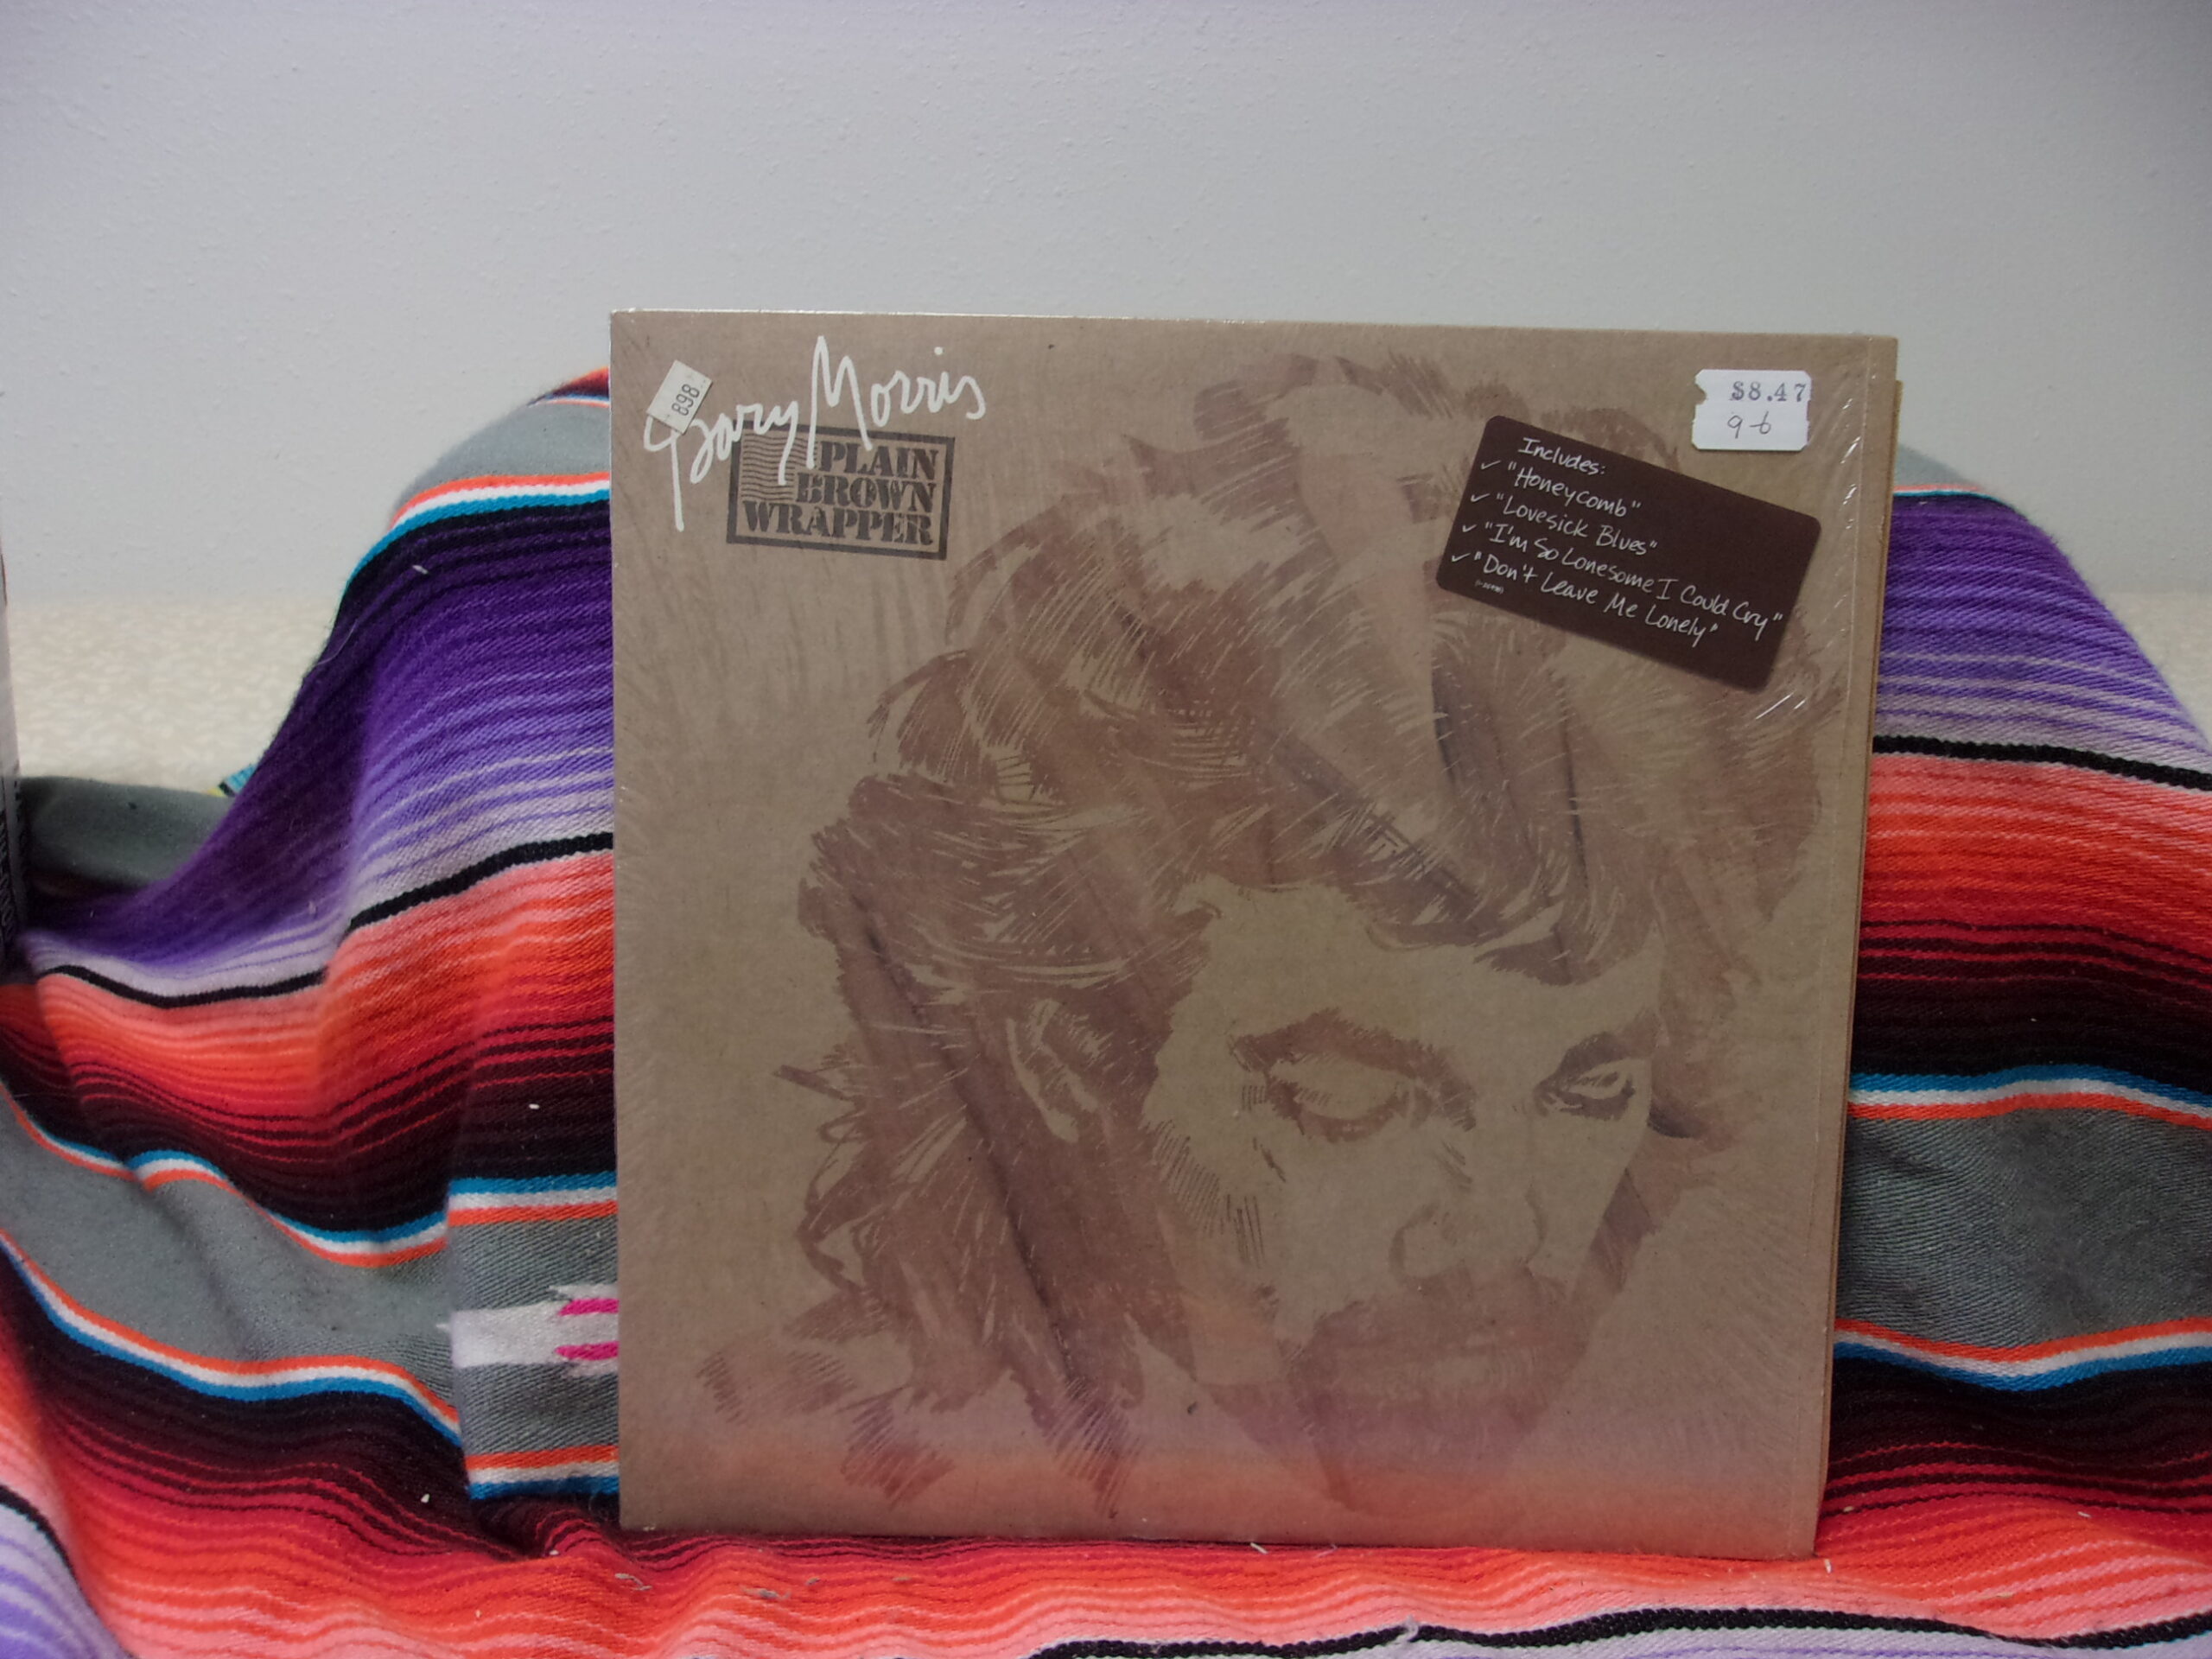 Gary Morris
898
PLAIN
BROWN
WRAPPER
$8.47
9-6
Includes:
✓ "Honeycomb"
✓ "Lovesick Blues"
✓ "I'm So Lonesome I Could Cry"
✓ "Don't Leave Me Lonely"